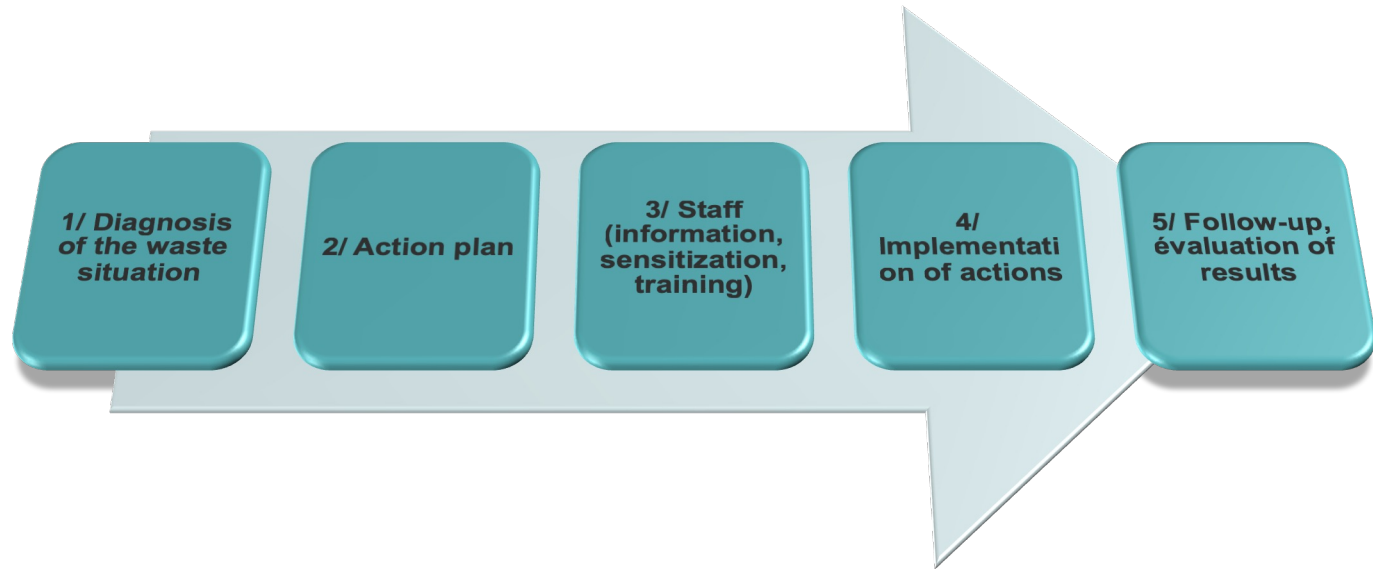 1/ Diagnosis
of the waste
situation
2/ Action plan
3/ Staff
(information,
sensitization,
training)
4/
Implementati
on of actions
5/ Follow-up,
évaluation of
results